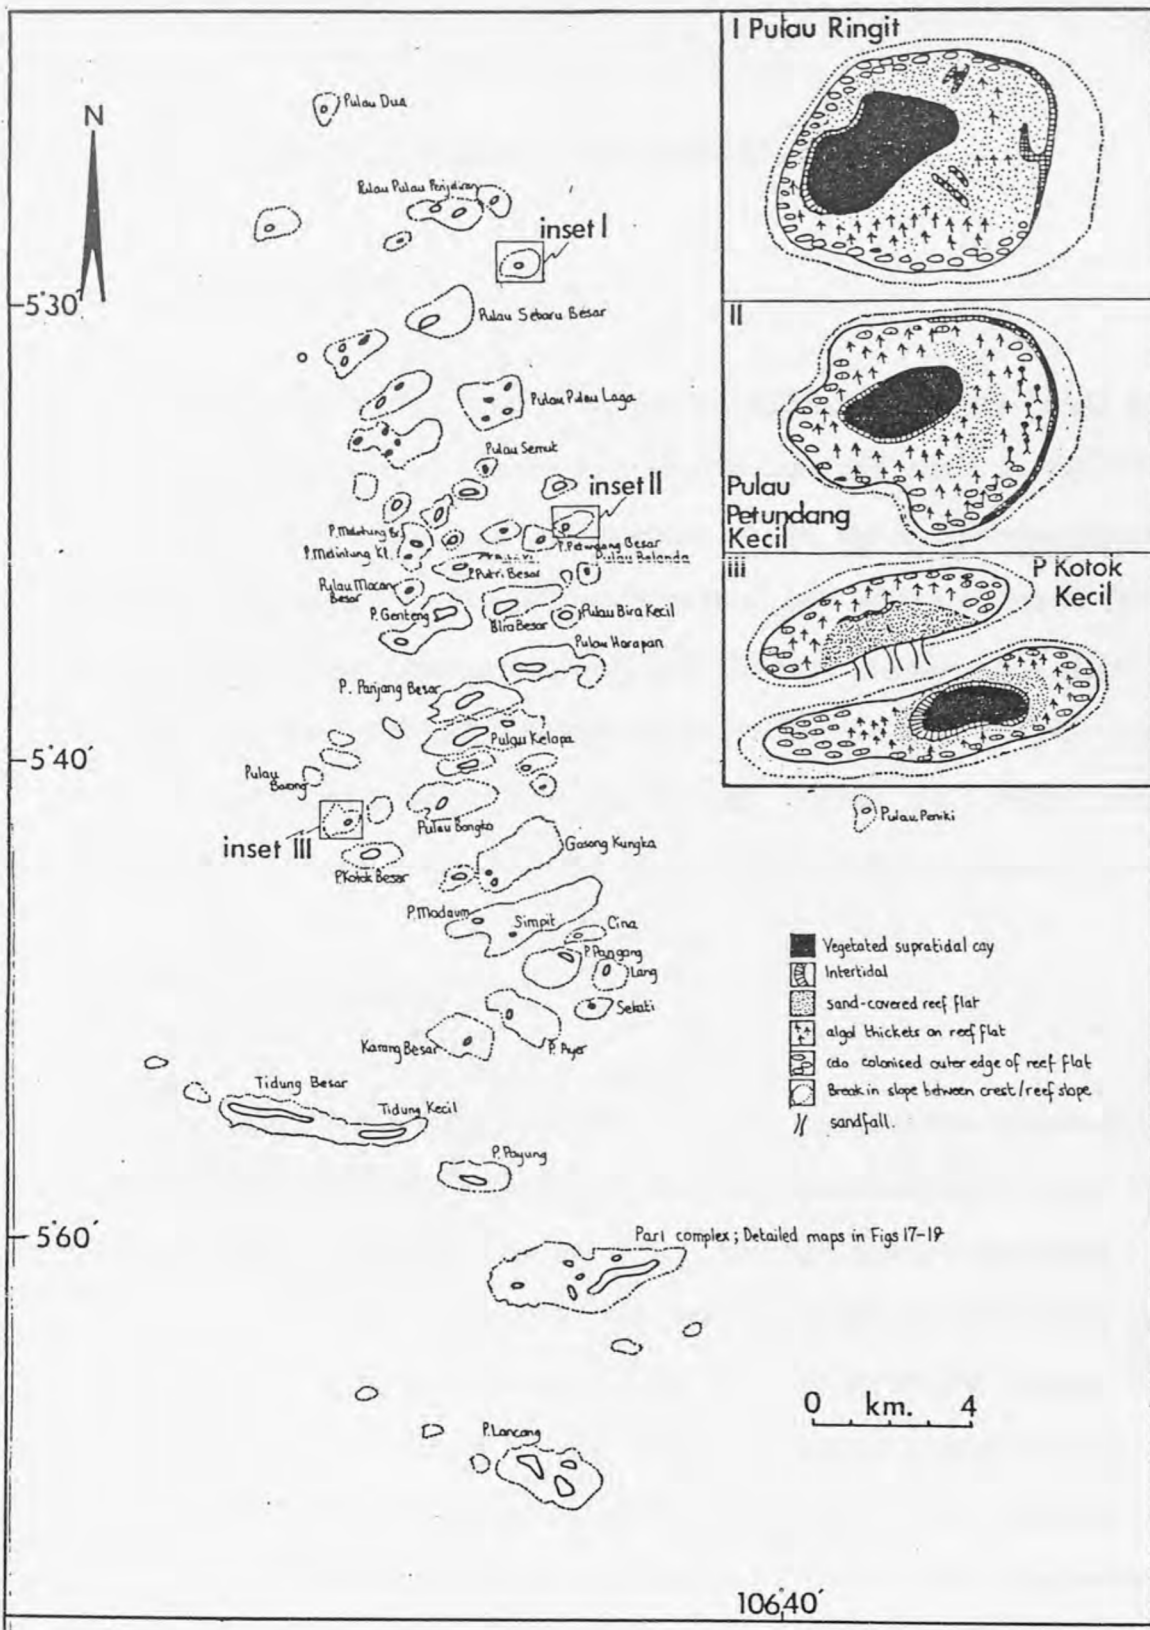 N
Pulau Dua
Pulau Pulau Penjaliran
inset I
5°30′
Pulau Sebaru Besar
Pulau Pulau Laga
Pulau Semut
inset II
P. Melintung Kl.
P. Petundang Besar
Pulau Belanda
P. Putri Besar
Pulau Macan
Besar
P. Genteng
Bira Besar
Pulau Bira Kecil
Pulau Harapan
P. Panjang Besar
Pulau Kelapa
5°40′
Pulau
inset III
Pulau Bongko
P. Kotok Besar
Gosong Kungka
P. Madaum
Simpit
Cina
P. Pangang
Lang
Sekati
P. Ayer
Karang Besar
Tidung Besar
Tidung Kecil
P. Payung
5°60′
Pari complex; Detailed maps in Figs 17-19
P. Lancang
106°40′
I Pulau Ringit
II
Pulau
Petundang
Kecil
iii
P Kotok
Kecil
Pulau Peniki
Vegetated supratidal cay
Intertidal
sand-covered reef flat
algal thickets on reef flat
colonised outer edge of reef flat
Break in slope between crest/reef slope
sandfall.
0 km. 4